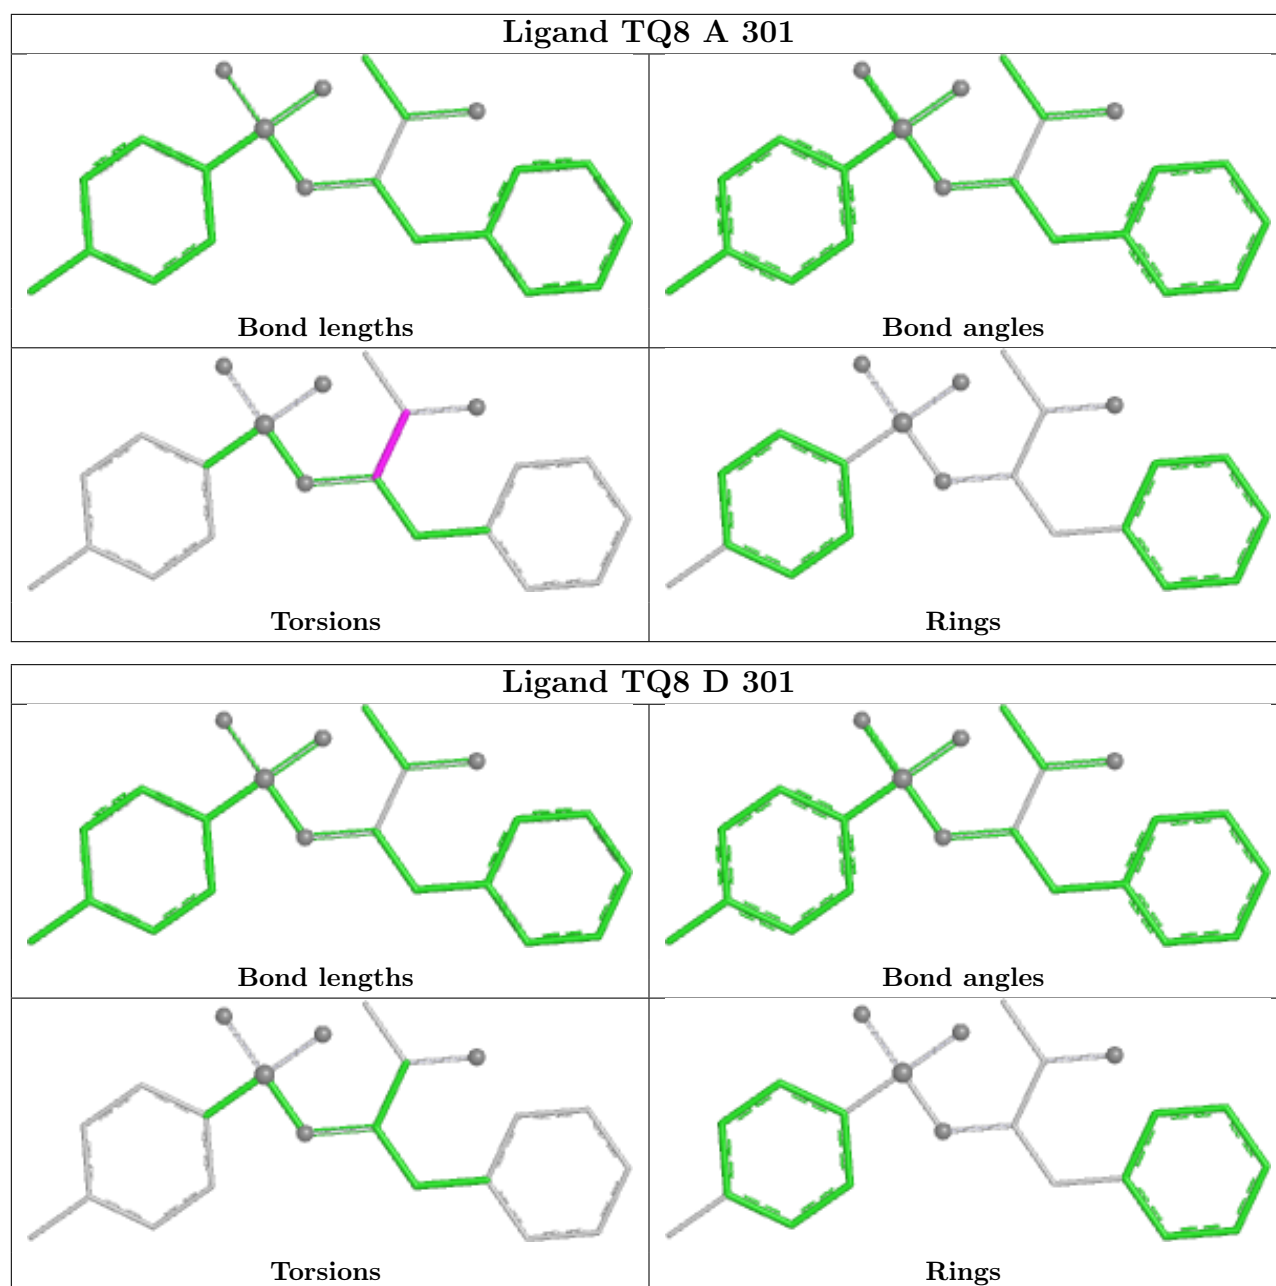 Ligand TQ8 A 301
Bond lengths
Bond angles
Torsions
Rings
Ligand TQ8 D 301
Bond lengths
Bond angles
Torsions
Rings